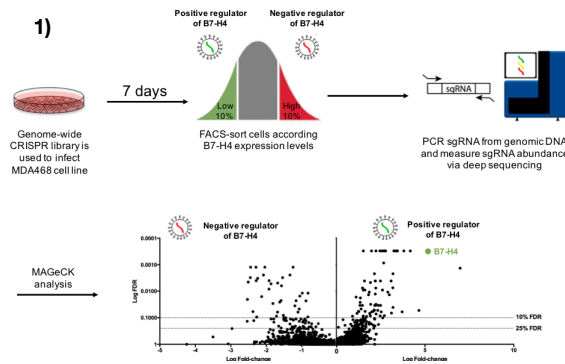 1)
Positive regulator
of B7-H4
Negative regulator
of B7-H4
7 days
Low
10%
High
10%
sgRNA
Genome-wide
CRISPR library is
used to infect
MDA468 cell line
FACS-sort cells according
B7-H4 expression levels
PCR sgRNA from genomic DNA
and measure sgRNA abundance
via deep sequencing
MAGeCK
analysis
Negative regulator
of B7-H4
Positive regulator
of B7-H4
B7-H4
Log FDR
0.0001
0.0010
0.0100
0.1000
1
10% FDR
25% FDR
-5
-4
-3
-2
-1
0
5
10
Log Fold-change
Log Fold-change